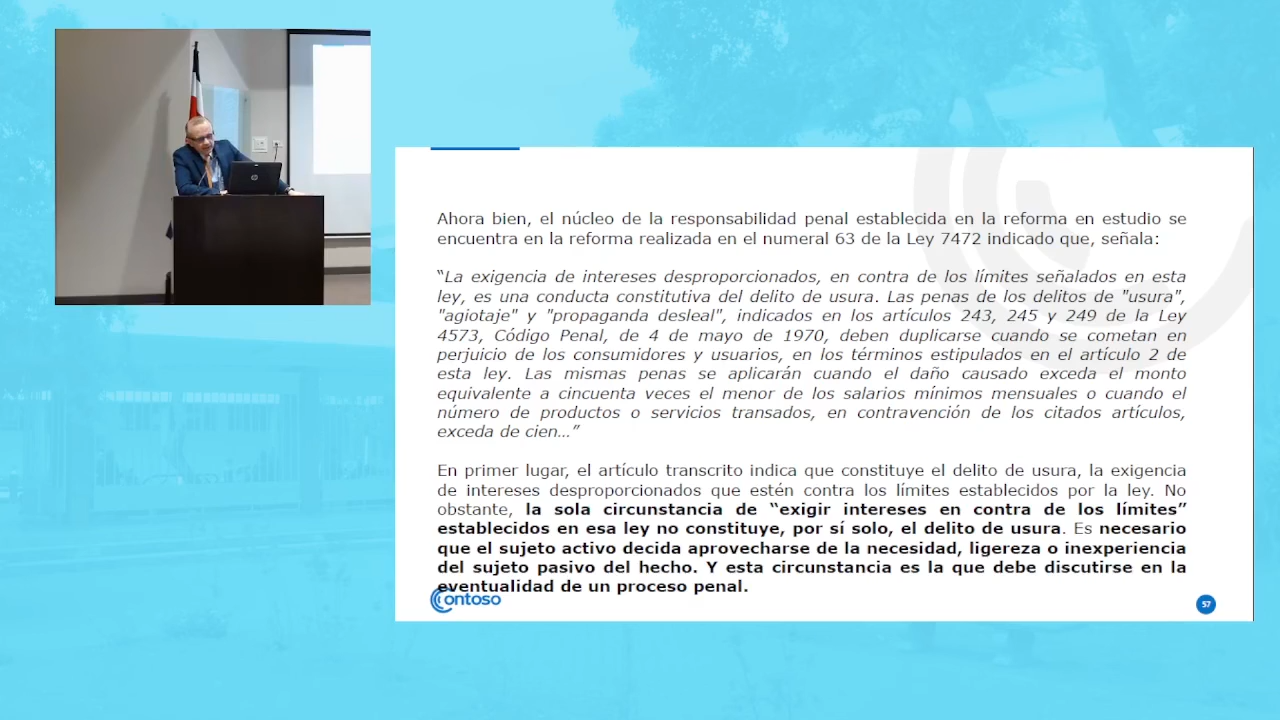 Ahora bien, el núcleo de la responsabilidad penal establecida en la reforma en estudio se
encuentra en la reforma realizada en el numeral 63 de la Ley 7472 indicado que, señala:
“La exigencia de intereses desproporcionados, en contra de los límites señalados en esta
ley, es una conducta constitutiva del delito de usura. Las penas de los delitos de "usura",
"agiotaje" y "propaganda desleal", indicados en los artículos 243, 245 y 249 de la Ley
4573, Código Penal, de 4 de mayo de 1970, deben duplicarse cuando se cometan en
perjuicio de los consumidores y usuarios, en los términos estipulados en el artículo 2 de
esta ley. Las mismas penas se aplicarán cuando el daño causado exceda el monto
equivalente a cincuenta veces el menor de los salarios mínimos mensuales o cuando el
número de productos o servicios transados, en contravención de los citados artículos,
exceda de cien…”
En primer lugar, el artículo transcrito indica que constituye el delito de usura, la exigencia
de intereses desproporcionados que estén contra los límites establecidos por la ley. No
obstante, la sola circunstancia de “exigir intereses en contra de los límites”
establecidos en esa ley no constituye, por sí solo, el delito de usura. Es necesario
que el sujeto activo decida aprovecharse de la necesidad, ligereza o inexperiencia
del sujeto pasivo del hecho. Y esta circunstancia es la que debe discutirse en la
eventualidad de un proceso penal.
Contoso
57
hp